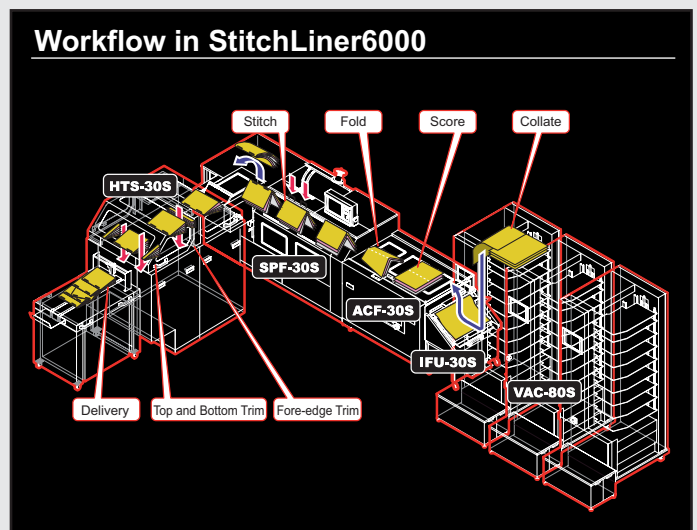 Workflow in StitchLiner6000
Stitch
Fold
Score
Collate
HTS-30S
SPF-30S
ACF-30S
IFU-30S
VAC-80S
Delivery
Top and Bottom Trim
Fore-edge Trim